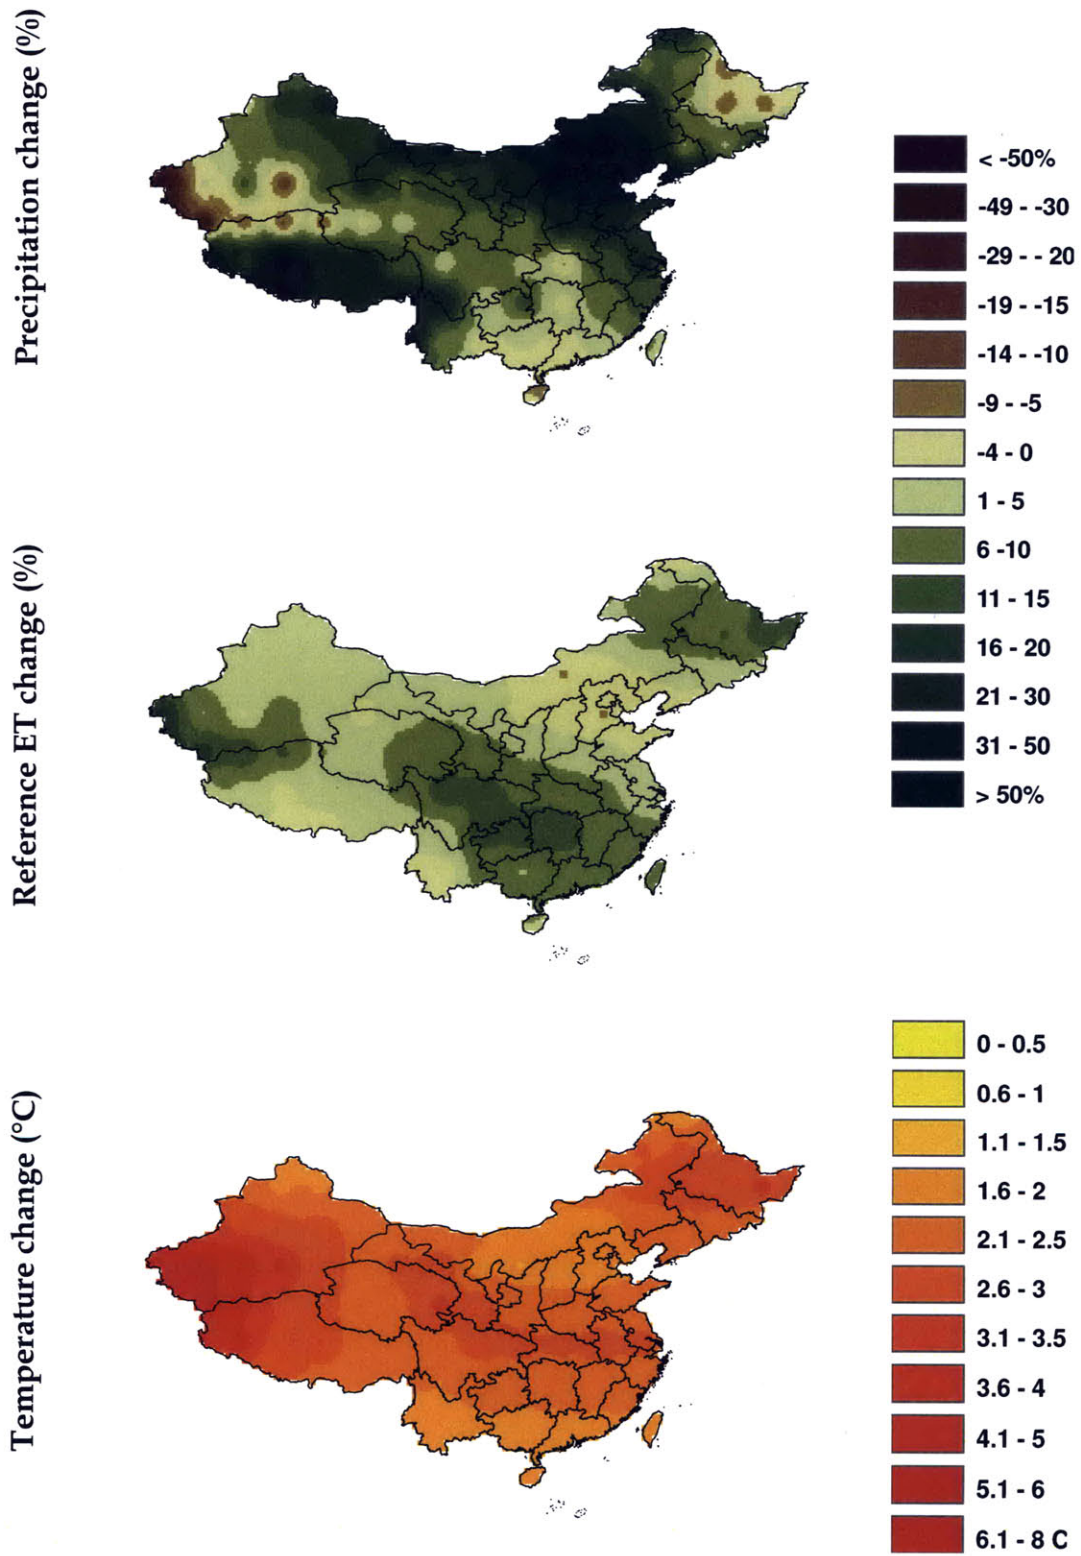 Precipitation change (%)
< -50%
-49 - -30
-29 - - 20
-19 - -15
-14 - -10
-9 - -5
-4 - 0
1 - 5
6 -10
11 - 15
16 - 20
21 - 30
31 - 50
> 50%
Reference ET change (%)
Temperature change (°C)
0 - 0.5
0.6 - 1
1.1 - 1.5
1.6 - 2
2.1 - 2.5
2.6 - 3
3.1 - 3.5
3.6 - 4
4.1 - 5
5.1 - 6
6.1 - 8 C